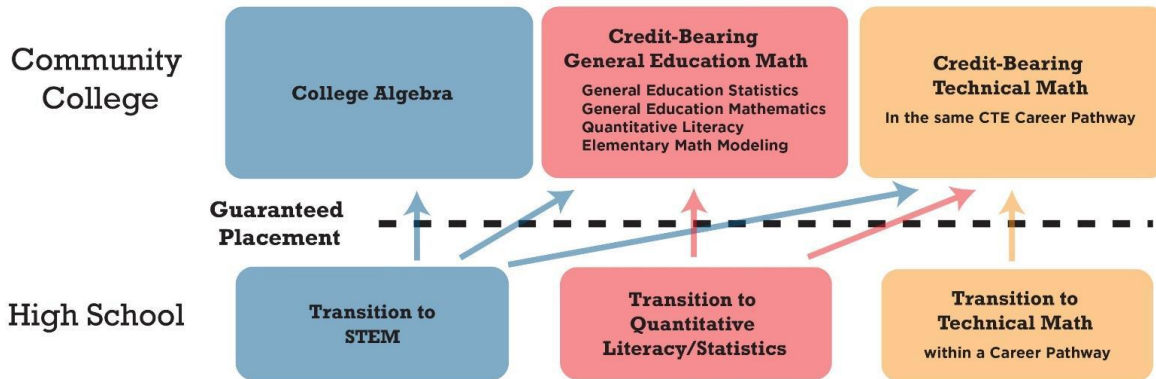 Community
College
College Algebra
Credit-Bearing
General Education Math
General Education Statistics
General Education Mathematics
Quantitative Literacy
Elementary Math Modeling
Credit-Bearing
Technical Math
In the same CTE Career Pathway
Guaranteed
Placement
High School
Transition to
STEM
Transition to
Quantitative
Literacy/Statistics
Transition to
Technical Math
within a Career Pathway